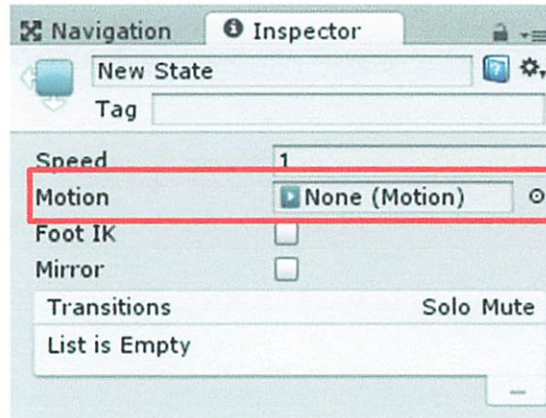 Navigation Inspector
New State
Tag
Speed 1
Motion None (Motion)
Foot IK
Mirror
Transitions Solo Mute
List is Empty